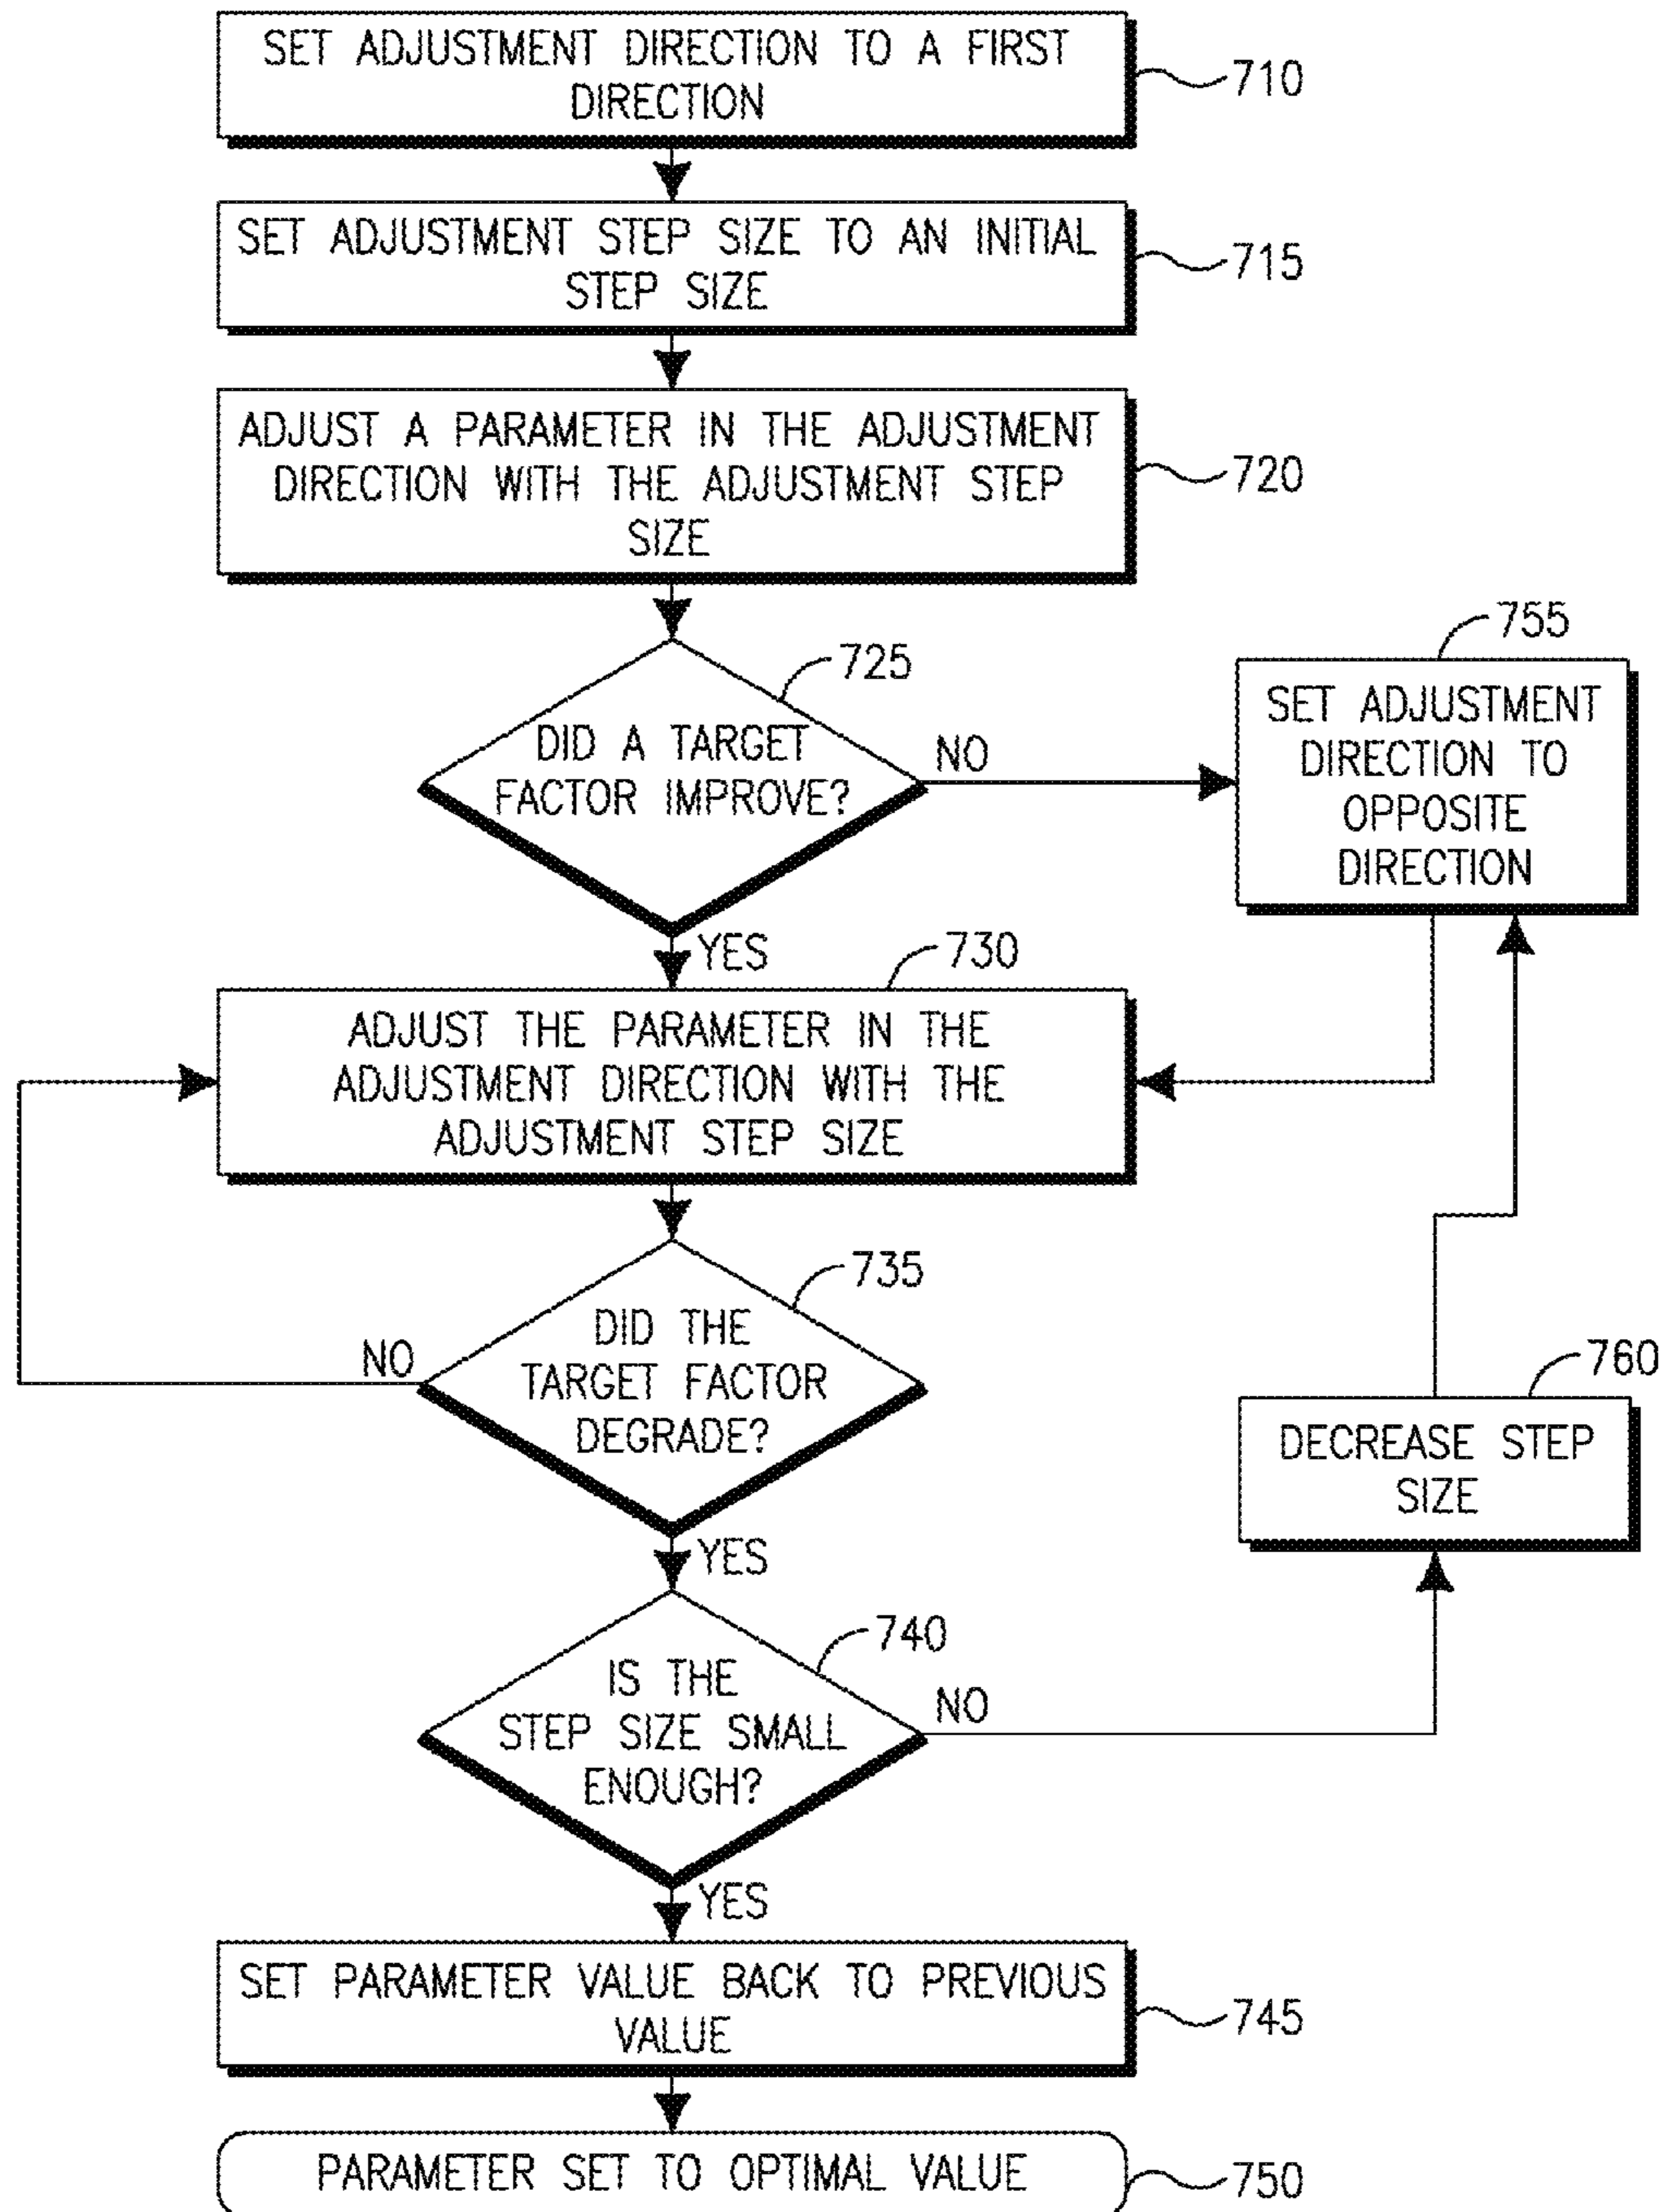 SET ADJUSTMENT DIRECTION TO A FIRST
DIRECTION
710
SET ADJUSTMENT STEP SIZE TO AN INITIAL
STEP SIZE
715
ADJUST A PARAMETER IN THE ADJUSTMENT
DIRECTION WITH THE ADJUSTMENT STEP
SIZE
720
725
DID A TARGET
FACTOR IMPROVE?
NO
YES
755
SET ADJUSTMENT
DIRECTION TO
OPPOSITE
DIRECTION
730
ADJUST THE PARAMETER IN THE
ADJUSTMENT DIRECTION WITH THE
ADJUSTMENT STEP SIZE
735
DID THE
TARGET FACTOR
DEGRADE?
NO
YES
760
DECREASE STEP
SIZE
740
IS THE
STEP SIZE SMALL
ENOUGH?
NO
YES
SET PARAMETER VALUE BACK TO PREVIOUS
VALUE
745
PARAMETER SET TO OPTIMAL VALUE
750